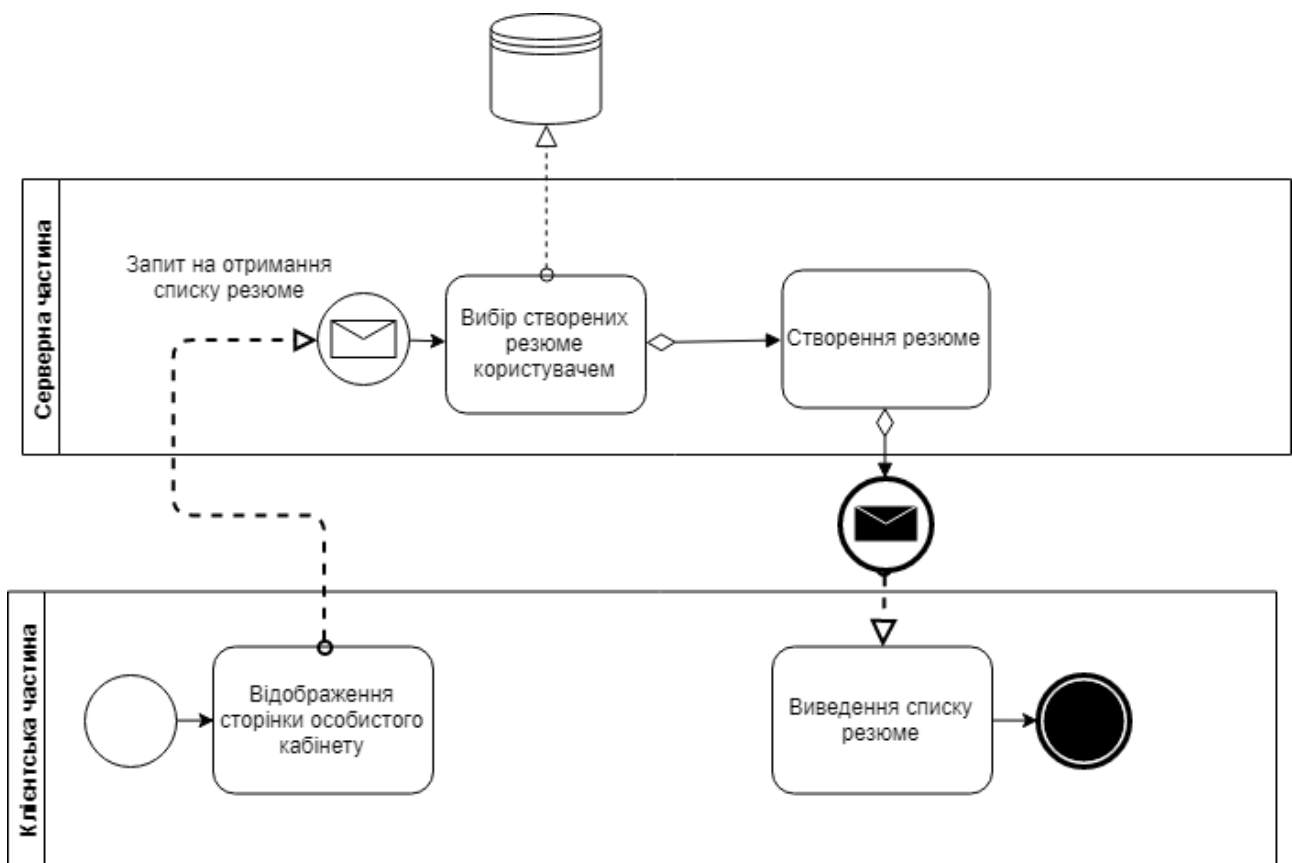 Серверна частина
Запит на отримання
списку резюме
Вибір створених
резюме
користувачем
Створення резюме
Клієнтська частина
Відображення
сторінки особистого
кабінету
Виведення списку
резюме